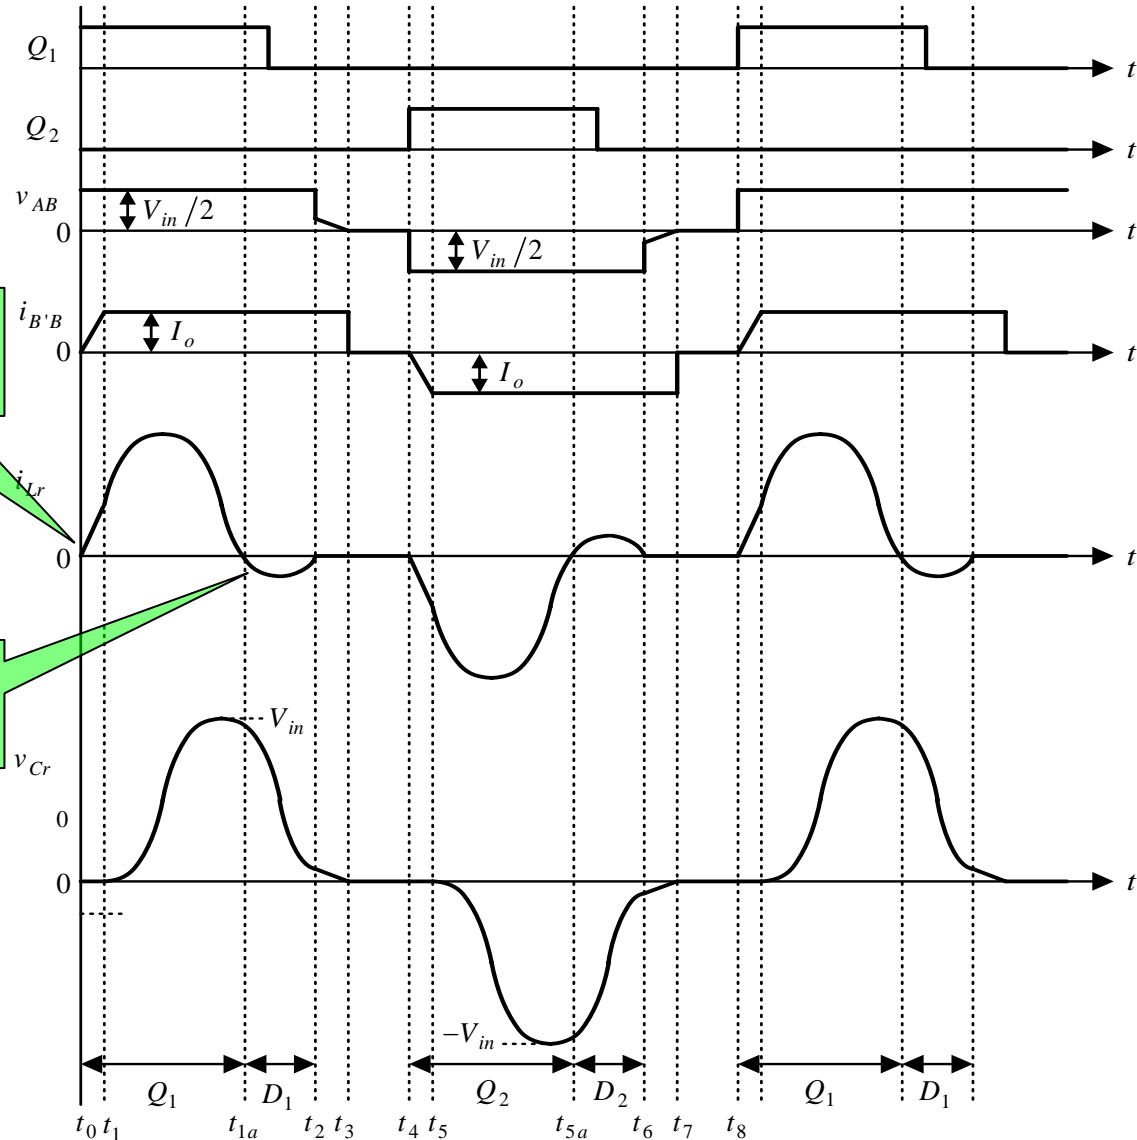 Q1
t
Q2
t
vAB
Vin /2
0
Vin /2
t
iB'B
Io
0
Io
t
iLr
0
t
Vin
vCr
0
0
t
–Vin
Q1 D1 Q2 D2 Q1 D1
t0 t1 t1a t2 t3 t4 t5 t5a t6 t7 t8